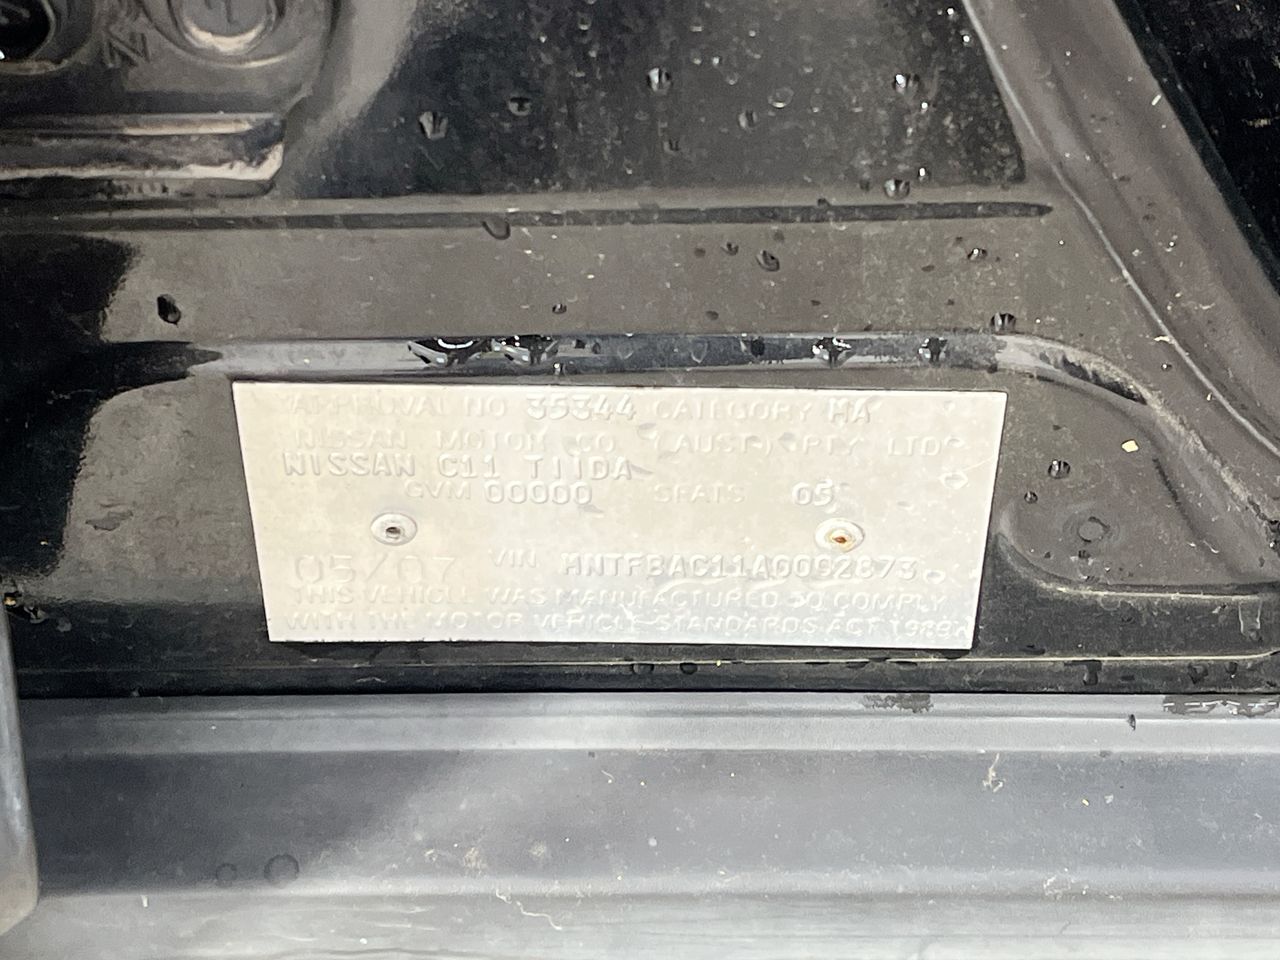 APPROVAL NO 35344 CATEGORY MA
NISSAN MOTOR CO. (AUST) PTY LTD
NISSAN C11 TIIDA
GVM 00000 SEATS 05
05/07 VIN MNTFBAC11A0092873
THIS VEHICLE WAS MANUFACTURED TO COMPLY
WITH THE MOTOR VEHICLE STANDARDS ACT 1989